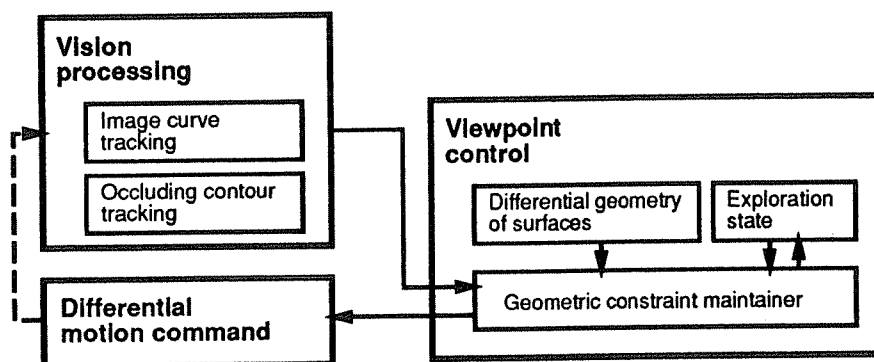 Vision
processing
Image curve
tracking
Occluding contour
tracking
Differential
motion command
Viewpoint
control
Differential geometry
of surfaces
Exploration
state
Geometric constraint maintainer